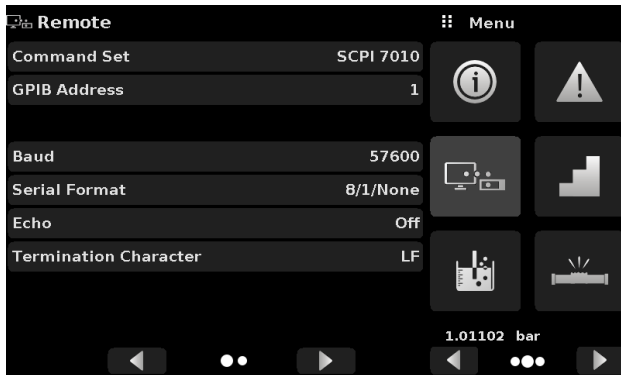 Remote
Command Set SCPI 7010
GPIB Address 1
Baud 57600
Serial Format 8/1/None
Echo Off
Termination Character LF
Menu
1.01102 bar